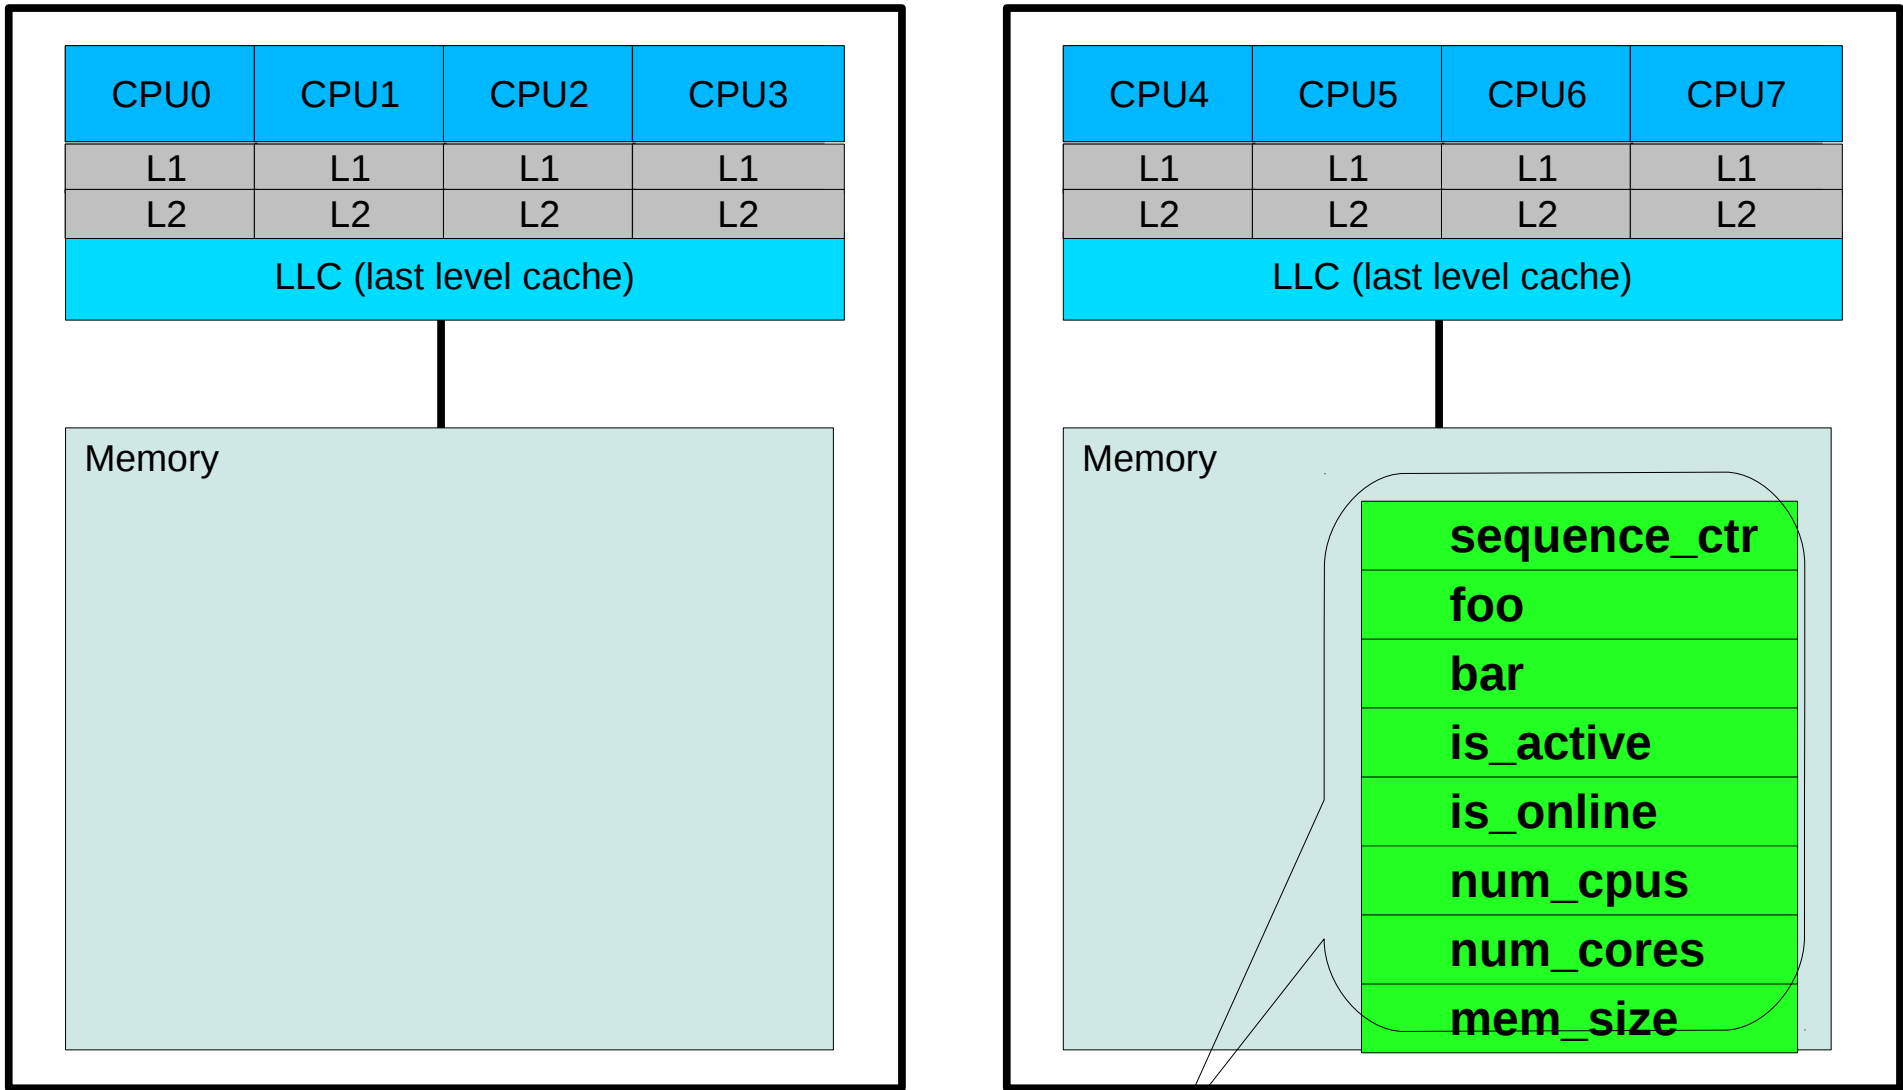 CPU0 CPU1 CPU2 CPU3
L1 L1 L1 L1
L2 L2 L2 L2
LLC (last level cache)
Memory
CPU4 CPU5 CPU6 CPU7
L1 L1 L1 L1
L2 L2 L2 L2
LLC (last level cache)
Memory
sequence_ctr
foo
bar
is_active
is_online
num_cpus
num_cores
mem_size